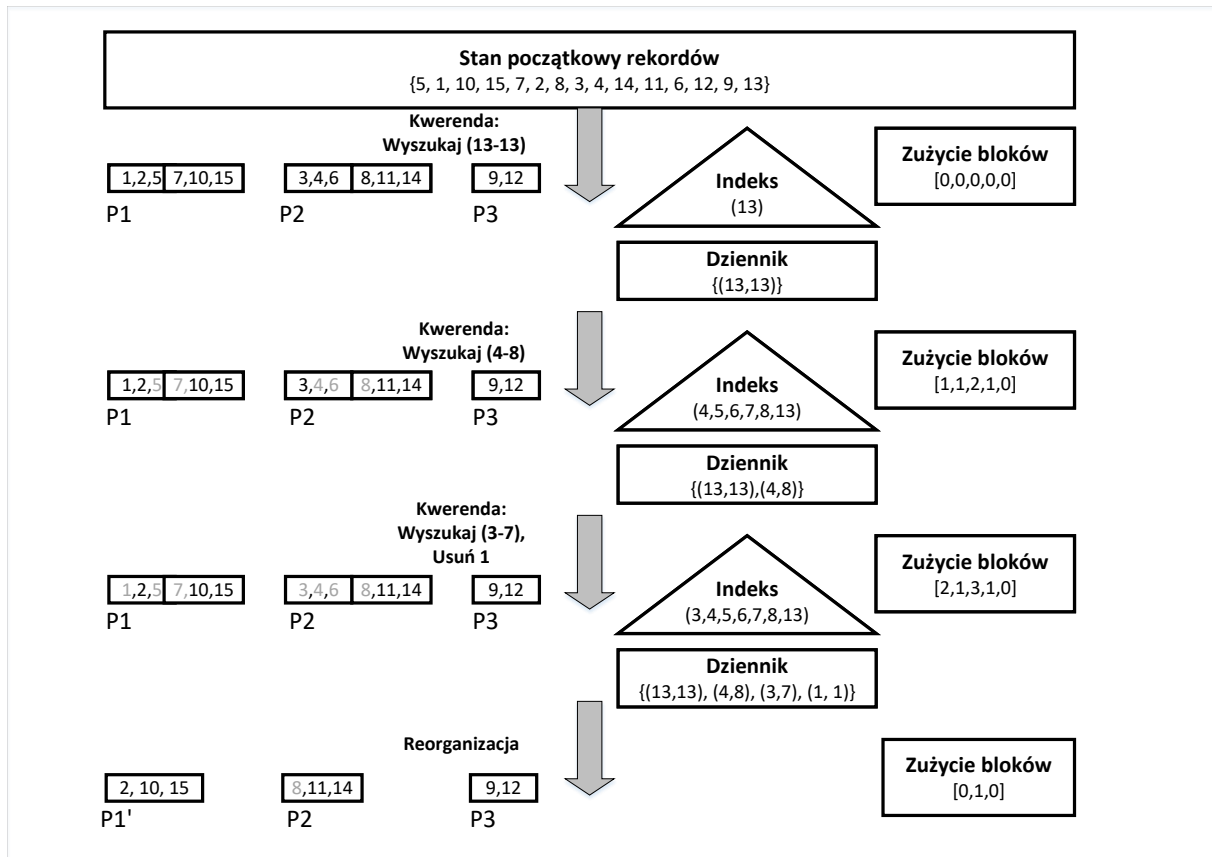 Stan początkowy rekordów
{5, 1, 10, 15, 7, 2, 8, 3, 4, 14, 11, 6, 12, 9, 13}
Kwerenda:
Wyszukaj (13-13)
1,2,5 7,10,15 3,4,6 8,11,14 9,12
P1 P2 P3
Indeks
(13)
Zużycie bloków
[0,0,0,0,0]
Dziennik
{(13,13)}
Kwerenda:
Wyszukaj (4-8)
1,2,5 7,10,15 3,4,6 8,11,14 9,12
P1 P2 P3
Indeks
(4,5,6,7,8,13)
Zużycie bloków
[1,1,2,1,0]
Dziennik
{(13,13),(4,8)}
Kwerenda:
Wyszukaj (3-7),
Usuń 1
1,2,5 7,10,15 3,4,6 8,11,14 9,12
P1 P2 P3
Indeks
(3,4,5,6,7,8,13)
Zużycie bloków
[2,1,3,1,0]
Dziennik
{(13,13), (4,8), (3,7), (1, 1)}
Reorganizacja
2, 10, 15 8,11,14 9,12
P1' P2 P3
Zużycie bloków
[0,1,0]